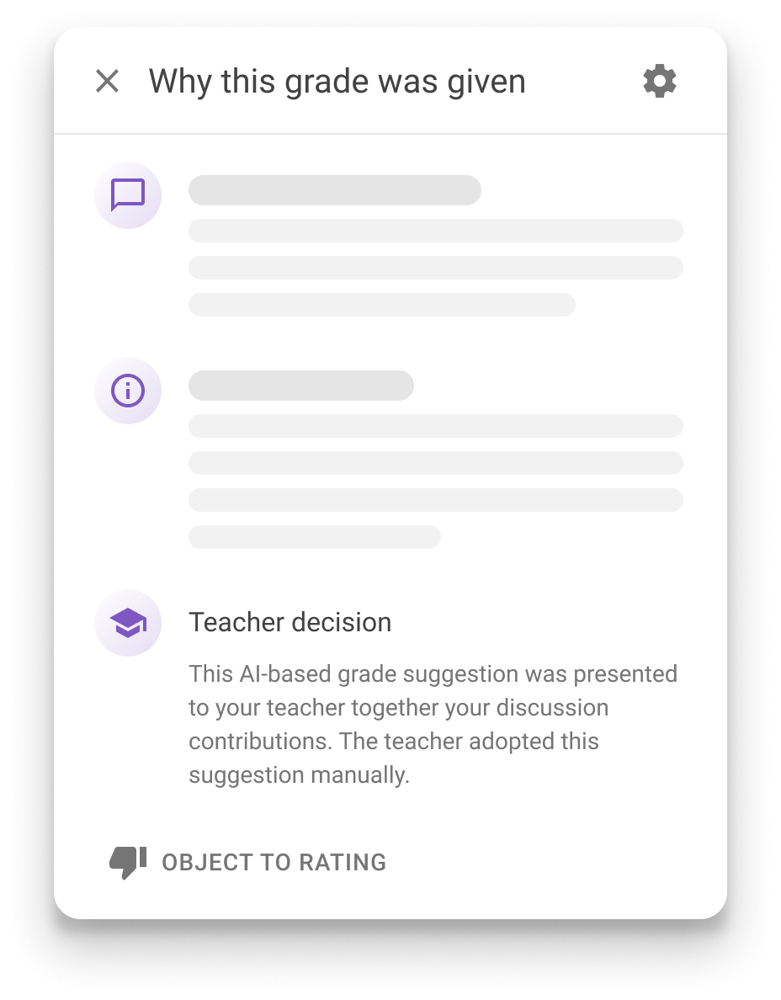 Why this grade was given
Teacher decision
This AI-based grade suggestion was presented
to your teacher together your discussion
contributions. The teacher adopted this
suggestion manually.
OBJECT TO RATING